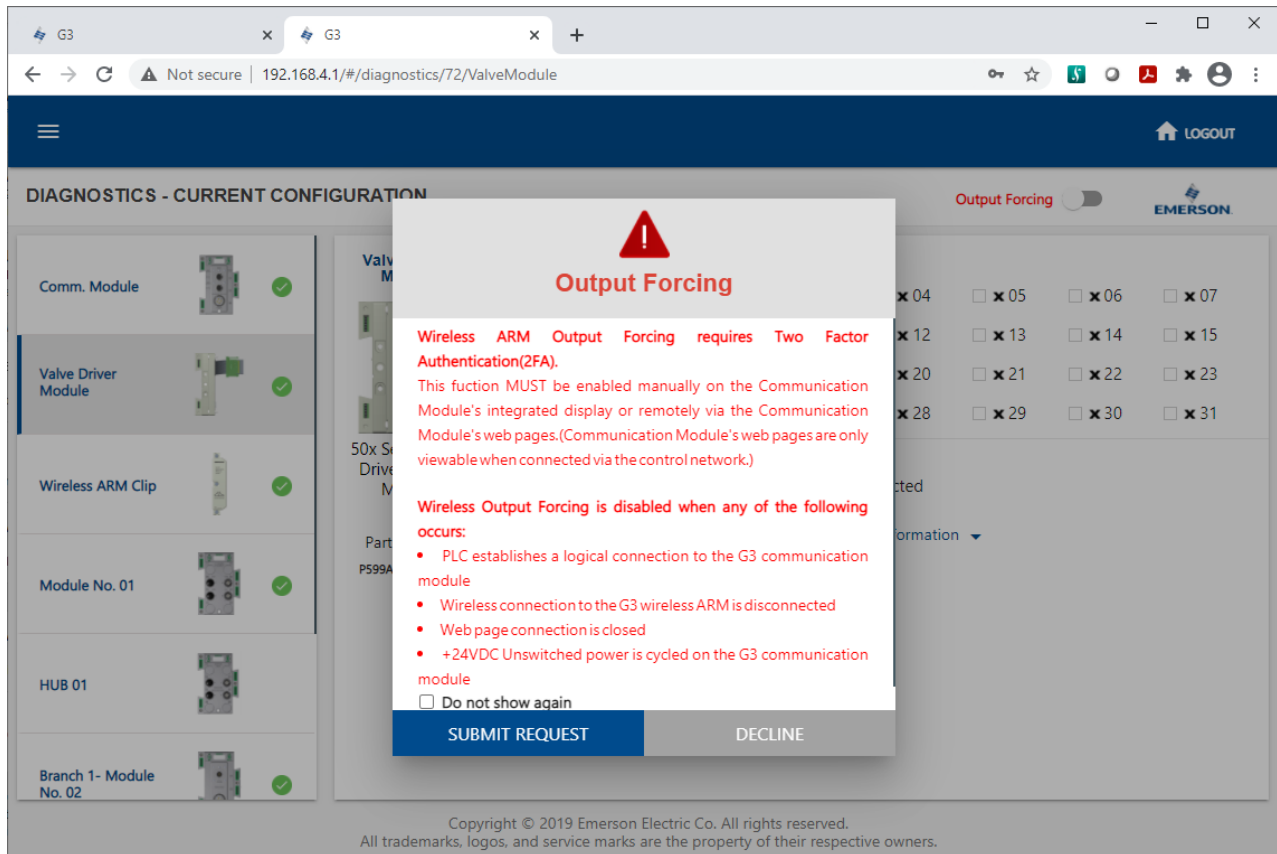 G3
G3
Not secure | 192.168.4.1/#/diagnostics/72/ValveModule
LOGOUT
DIAGNOSTICS - CURRENT CONFIGURATION
Output Forcing
EMERSON.
Comm. Module
Valve Driver
Module
Wireless ARM Clip
Module No. 01
HUB 01
Branch 1- Module
No. 02
Output Forcing
Wireless ARM Output Forcing requires Two Factor
Authentication(2FA).
This fuction MUST be enabled manually on the Communication
Module's integrated display or remotely via the Communication
Module's web pages.(Communication Module's web pages are only
viewable when connected via the control network.)
Wireless Output Forcing is disabled when any of the following
occurs:
• PLC establishes a logical connection to the G3 communication
module
• Wireless connection to the G3 wireless ARM is disconnected
• Web page connection is closed
• +24VDC Unswitched power is cycled on the G3 communication
module
Do not show again
SUBMIT REQUEST DECLINE
50x
Part
P599A
x 04 x 05 x 06 x 07
x 12 x 13 x 14 x 15
x 20 x 21 x 22 x 23
x 28 x 29 x 30 x 31
Copyright © 2019 Emerson Electric Co. All rights reserved.
All trademarks, logos, and service marks are the property of their respective owners.